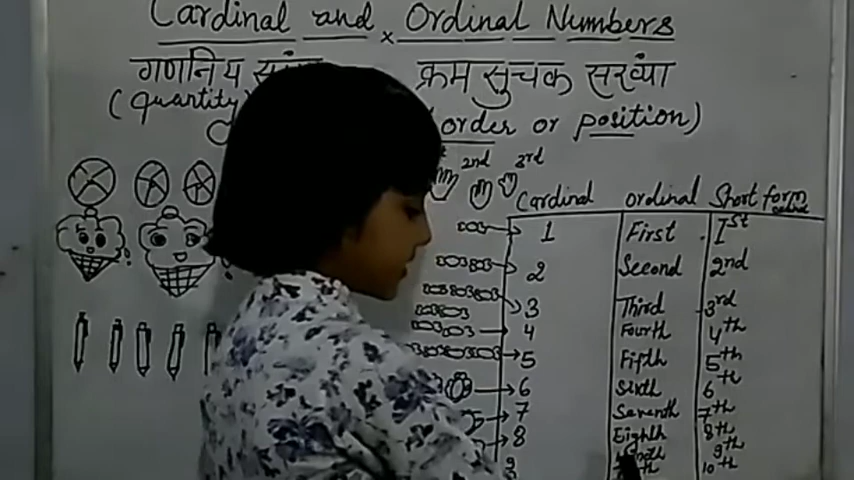 Cardinal and x Ordinal Numbers
गणनिय क्रम सुचक सख्या
(Quantity) (order or position)
2nd 3rd
Cardinal ordinal Short form
1 First 1st
2 Second 2nd
3 Third 3rd
4 Fourth 4th
5 Fifth 5th
6 Sixth 6th
7 Seventh 7th
8 Eighth 8th
9 9th
10th